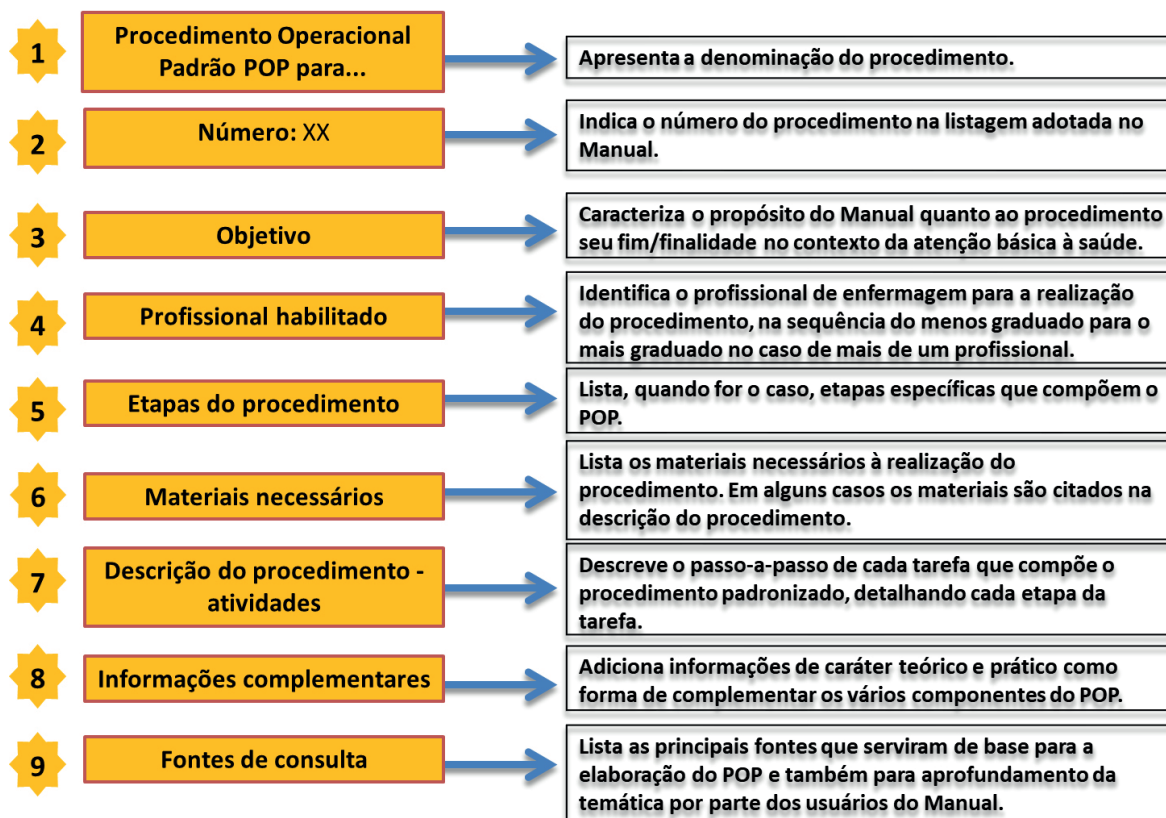 1
Procedimento Operacional
Padrão POP para...
Apresenta a denominação do procedimento.
2
Número: XX
Indica o número do procedimento na listagem adotada no
Manual.
3
Objetivo
Caracteriza o propósito do Manual quanto ao procedimento
seu fim/finalidade no contexto da atenção básica à saúde.
4
Profissional habilitado
Identifica o profissional de enfermagem para a realização
do procedimento, na sequência do menos graduado para o
mais graduado no caso de mais de um profissional.
5
Etapas do procedimento
Lista, quando for o caso, etapas específicas que compõem o
POP.
6
Materiais necessários
Lista os materiais necessários à realização do
procedimento. Em alguns casos os materiais são citados na
descrição do procedimento.
7
Descrição do procedimento -
atividades
Descreve o passo-a-passo de cada tarefa que compõe o
procedimento padronizado, detalhando cada etapa da
tarefa.
8
Informações complementares
Adiciona informações de caráter teórico e prático como
forma de complementar os vários componentes do POP.
9
Fontes de consulta
Lista as principais fontes que serviram de base para a
elaboração do POP e também para aprofundamento da
temática por parte dos usuários do Manual.